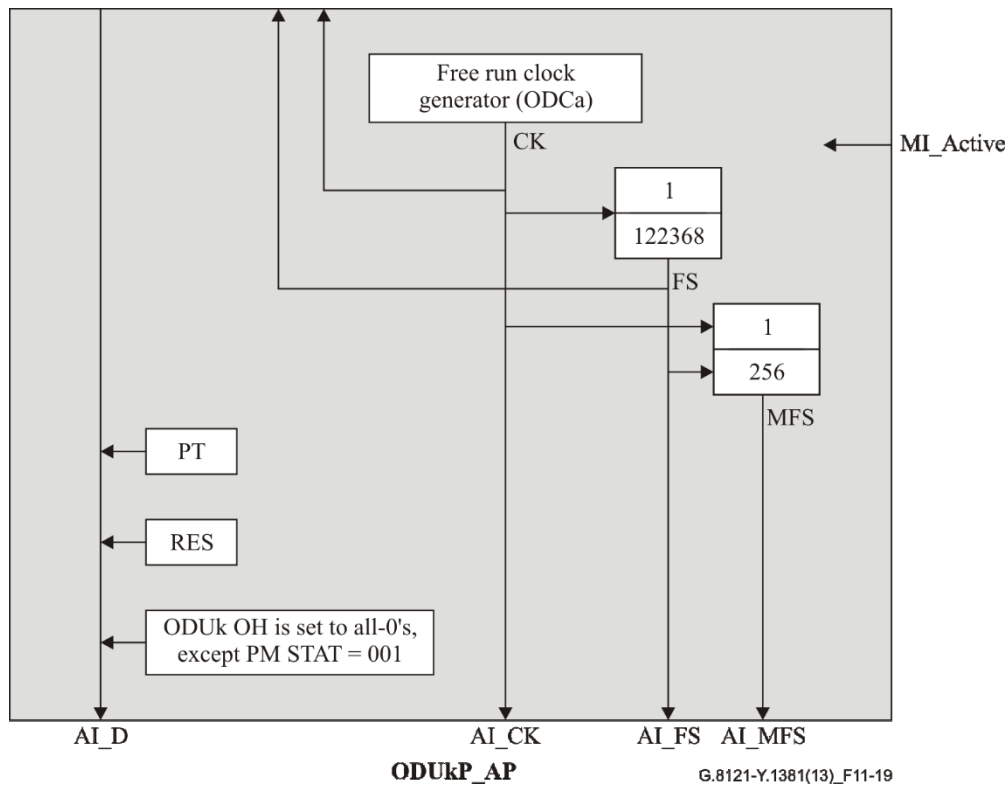 Free run clock
generator (ODCa)
CK
MI_Active
1
122368
FS
1
256
MFS
PT
RES
ODUk OH is set to all-0's,
except PM STAT = 001
AI_D
AI_CK
AI_FS
AI_MFS
ODUkP_AP
G.8121-Y.1381(13)_F11-19